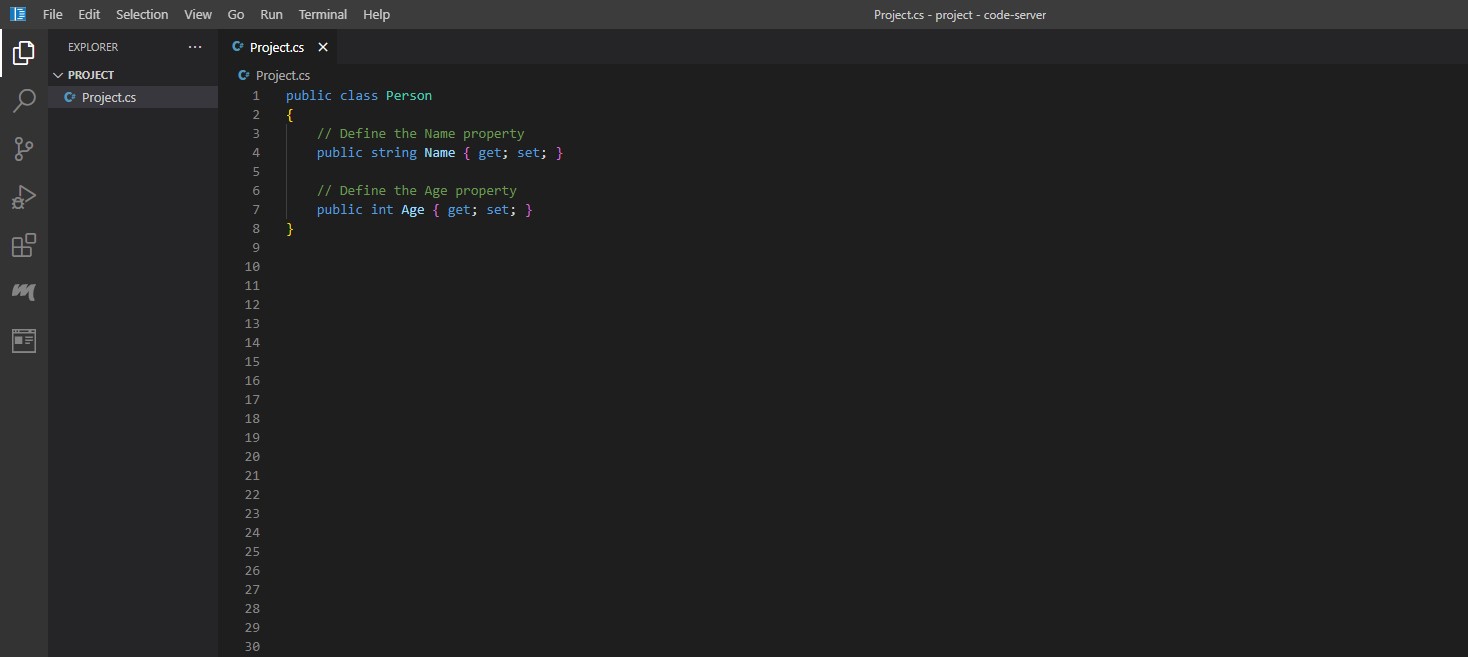 File Edit Selection View Go Run Terminal Help Project.cs - project - code-server
EXPLORER ···
PROJECT
C# Project.cs
C# Project.cs ×
C# Project.cs
1 public class Person
2 {
3 // Define the Name property
4 public string Name { get; set; }
5
6 // Define the Age property
7 public int Age { get; set; }
8 }
9
10
11
12
13
14
15
16
17
18
19
20
21
22
23
24
25
26
27
28
29
30